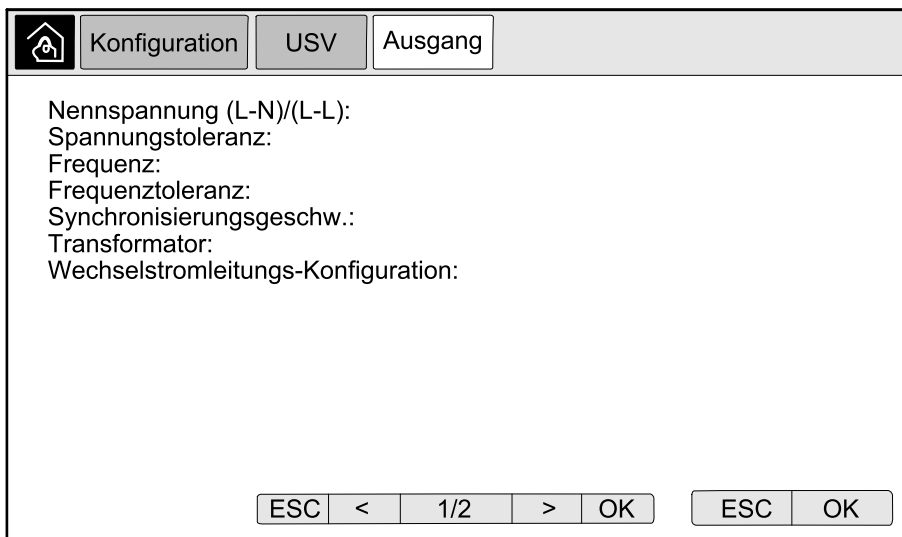 Konfiguration USV Ausgang
Nennspannung (L-N)/(L-L):
Spannungstoleranz:
Frequenz:
Frequenztoleranz:
Synchronisierungsgeschw.:
Transformator:
Wechselstromleitungs-Konfiguration:
ESC < 1/2 > OK ESC OK